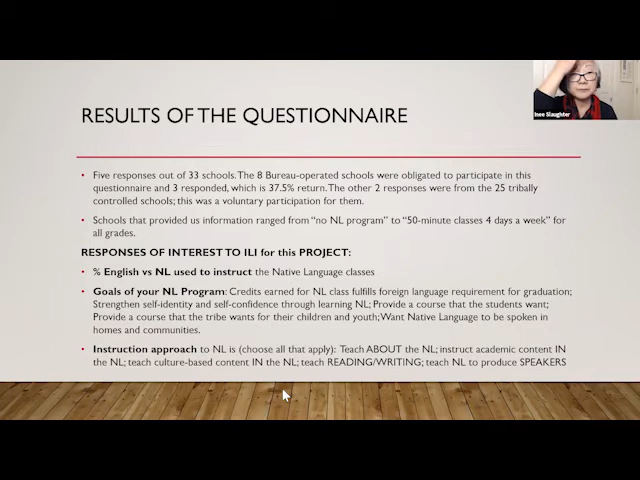 Inee Slaughter
RESULTS OF THE QUESTIONNAIRE
• Five responses out of 33 schools. The 8 Bureau-operated schools were obligated to participate in this
questionnaire and 3 responded, which is 37.5% return. The other 2 responses were from the 25 tribally
controlled schools; this was a voluntary participation for them.
• Schools that provided us information ranged from “no NL program” to “50-minute classes 4 days a week” for
all grades.
RESPONSES OF INTEREST TO ILI for this PROJECT:
• % English vs NL used to instruct the Native Language classes
• Goals of your NL Program: Credits earned for NL class fulfills foreign language requirement for graduation;
Strengthen self-identity and self-confidence through learning NL; Provide a course that the students want;
Provide a course that the tribe wants for their children and youth; Want Native Language to be spoken in
homes and communities.
• Instruction approach to NL is (choose all that apply): Teach ABOUT the NL; instruct academic content IN
the NL; teach culture-based content IN the NL; teach READING/WRITING; teach NL to produce SPEAKERS